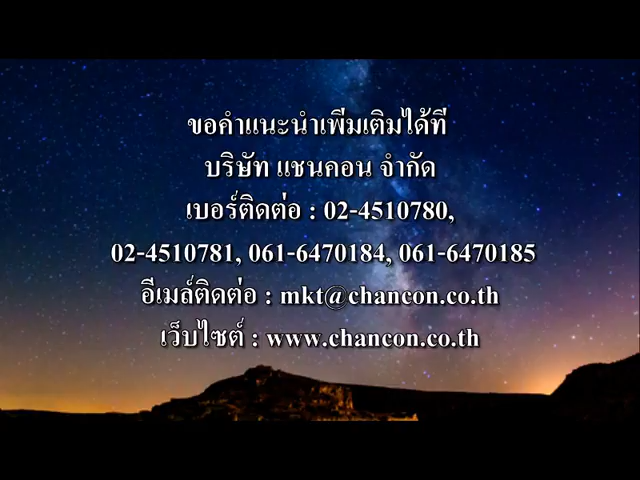 ขอคำแนะนำเพิ่มเติมได้ที่
บริษัท แชนคอน จำกัด
เบอร์ติดต่อ : 02-4510780,
02-4510781, 061-6470184, 061-6470185
อีเมล์ติดต่อ : mkt@chancon.co.th
เว็บไซต์ : www.chancon.co.th